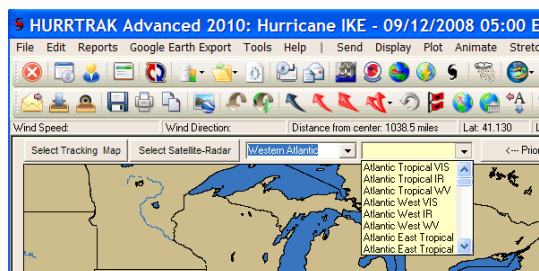 HURRTRAK Advanced 2010: Hurricane IKE - 09/12/2008 05:00 E
File Edit Reports Google Earth Export Tools Help | Send Display Plot Animate Stretc
Wind Speed: Wind Direction: Distance from center: 1038.5 miles Lat: 41.130
Select Tracking Map Select Satellite-Radar Western Atlantic <--- Prior
Atlantic Tropical VIS
Atlantic Tropical IR
Atlantic Tropical WV
Atlantic West VIS
Atlantic West IR
Atlantic West WV
Atlantic East Tropical
Atlantic East Tropical